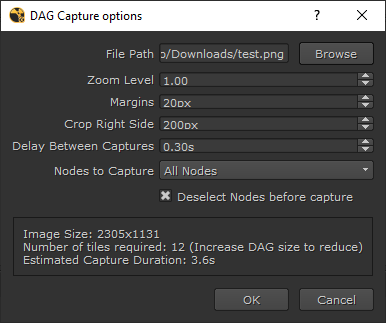 DAG Capture options ? ×
File Path o/Downloads/test.png Browse
Zoom Level 1.00
Margins 20px
Crop Right Side 200px
Delay Between Captures 0.30s
Nodes to Capture All Nodes
Deselect Nodes before capture
Image Size: 2305x1131
Number of tiles required: 12 (Increase DAG size to reduce)
Estimated Capture Duration: 3.6s
OK Cancel